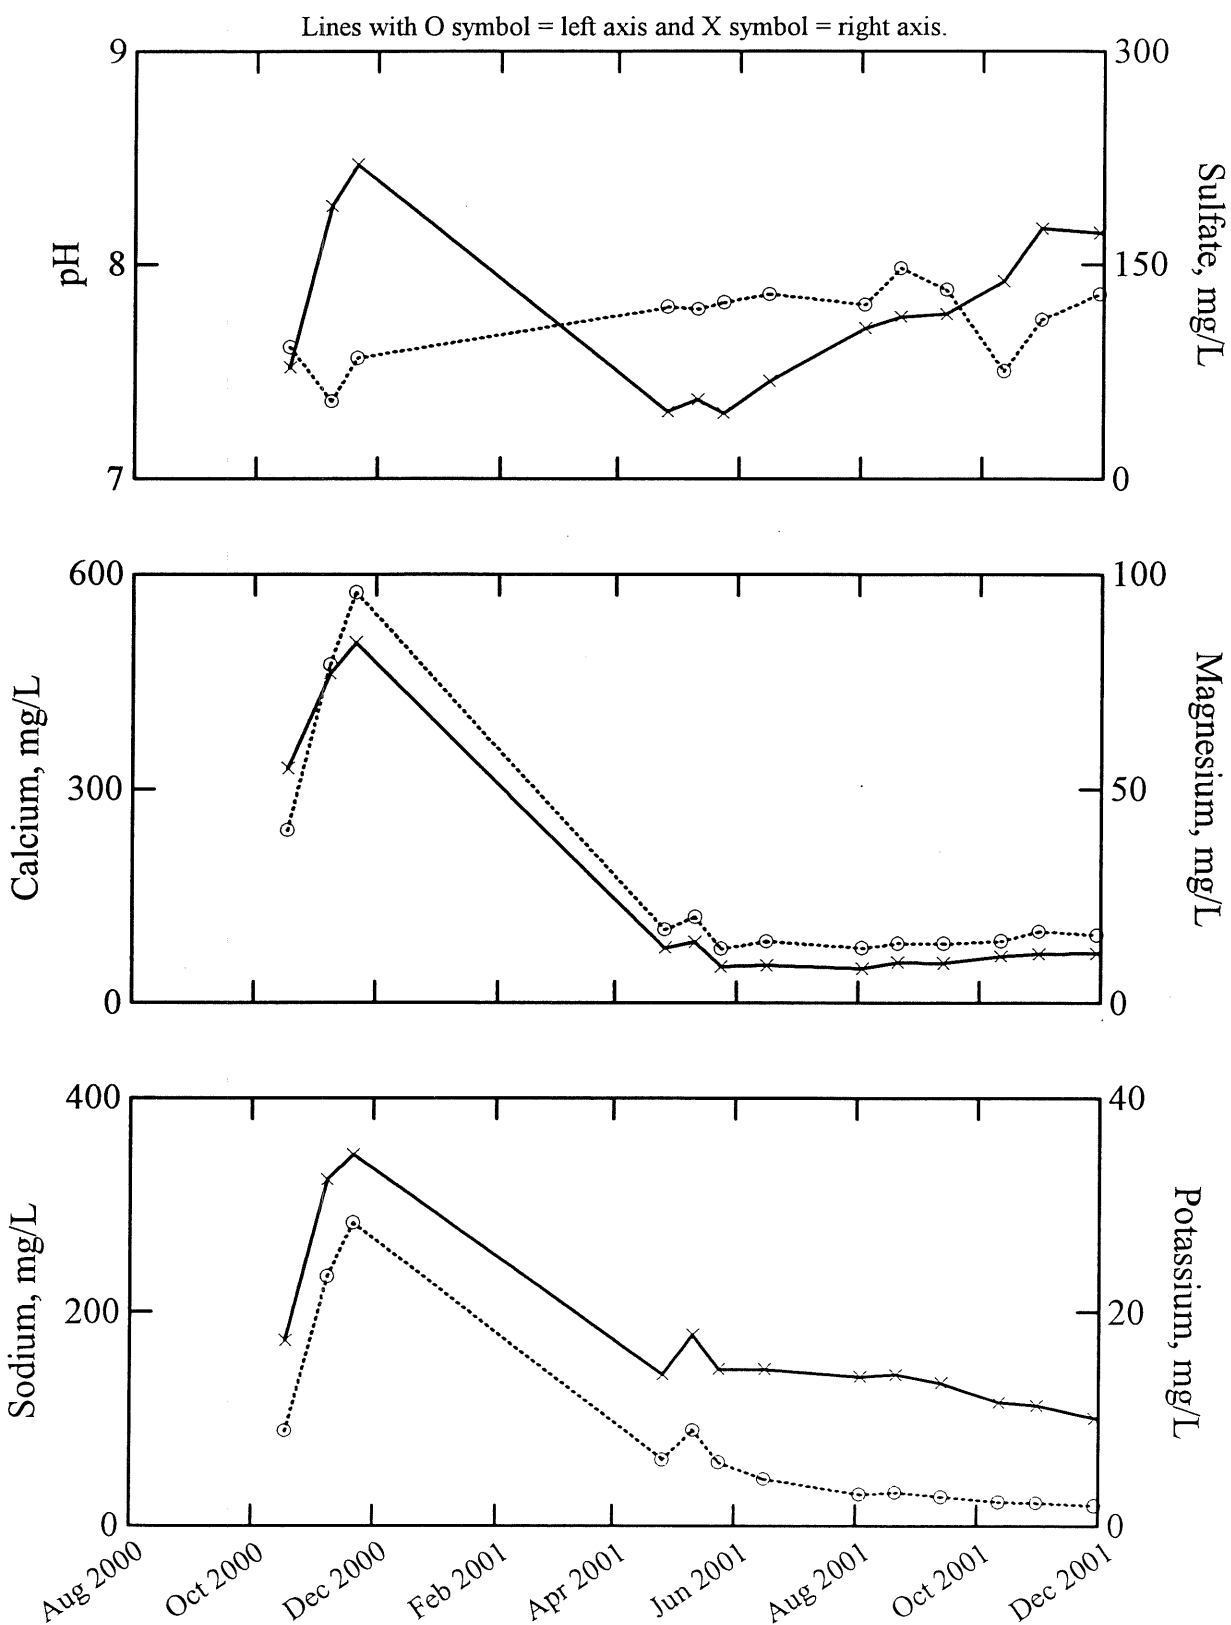 Lines with O symbol = left axis and X symbol = right axis.
9
300
pH
8
150
Sulfate, mg/L
7
0
600
100
Calcium, mg/L
300
50
Magnesium, mg/L
0
0
400
40
Sodium, mg/L
200
20
Potassium, mg/L
0
0
Aug 2000
Oct 2000
Dec 2000
Feb 2001
Apr 2001
Jun 2001
Aug 2001
Oct 2001
Dec 2001